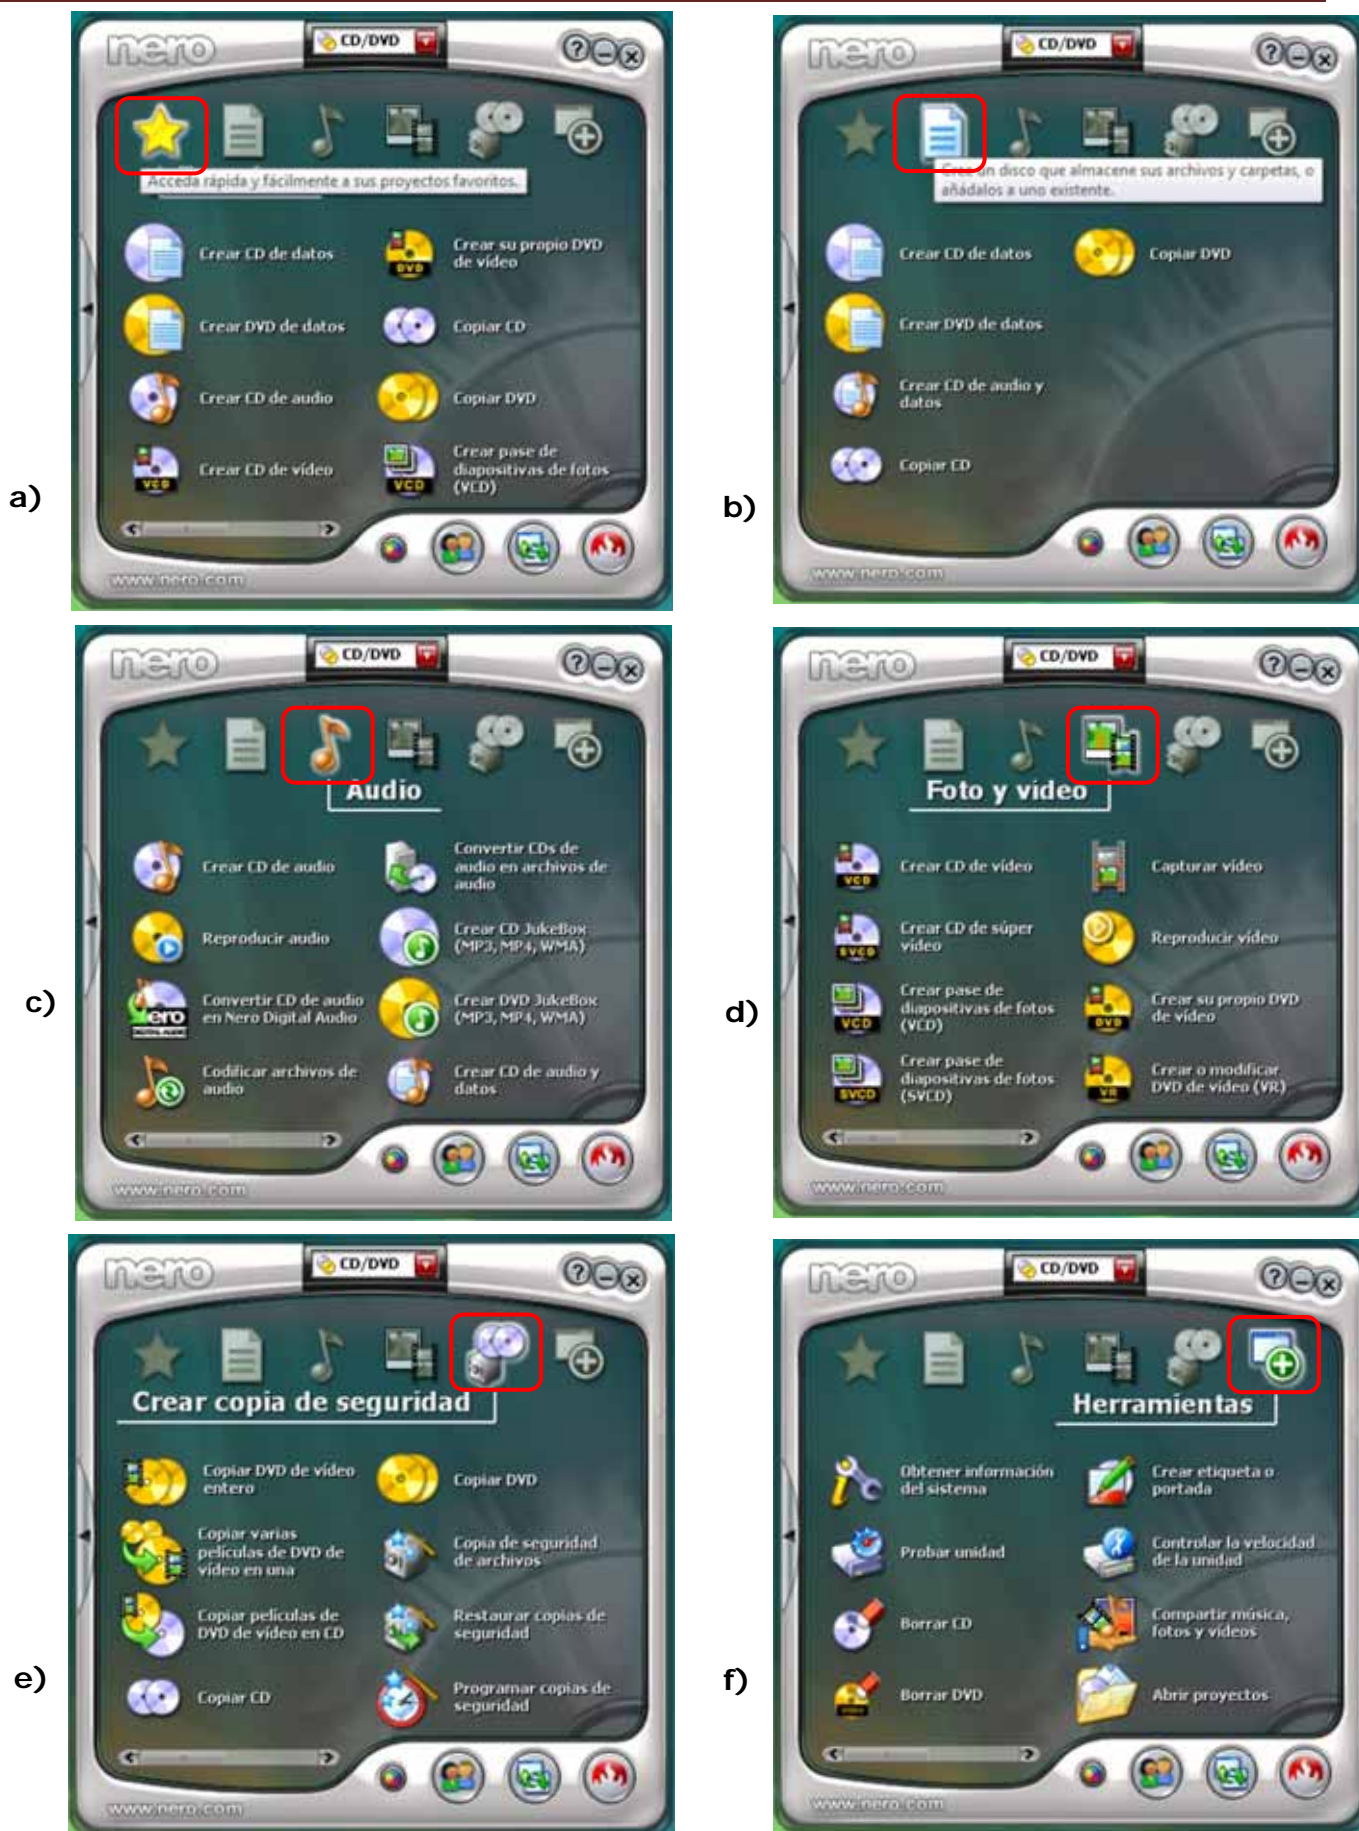 nero
CD/DVD
?
Acceda rápida y fácilmente a sus proyectos favoritos.
Crear CD de datos
Crear su propio DVD
de vídeo
Crear DVD de datos
Copiar CD
Crear CD de audio
Copiar DVD
Crear CD de vídeo
Crear pase de
diapositivas de fotos
(VCD)
a)
www.nero.com
nero
CD/DVD
?
Cree un disco que almacene sus archivos y carpetas, o
añádalos a uno existente.
Crear CD de datos
Copiar DVD
Crear DVD de datos
Crear CD de audio y
datos
Copiar CD
b)
www.nero.com
nero
CD/DVD
?
Audio
Crear CD de audio
Convertir CDs de
audio en archivos de
audio
Reproducir audio
Crear CD JukeBox
(MP3, MP4, WMA)
Convertir CD de audio
en Nero Digital Audio
Crear DVD JukeBox
(MP3, MP4, WMA)
Codificar archivos de
audio
Crear CD de audio y
datos
c)
www.nero.com
nero
CD/DVD
?
Foto y vídeo
Crear CD de vídeo
Capturar vídeo
Crear CD de súper
vídeo
Reproducir vídeo
Crear pase de
diapositivas de fotos
(VCD)
Crear su propio DVD
de vídeo
Crear pase de
diapositivas de fotos
(SVCD)
Crear o modificar
DVD de vídeo (VR)
d)
www.nero.com
nero
CD/DVD
?
Crear copia de seguridad
Copiar DVD de vídeo
entero
Copiar DVD
Copiar varias
películas de DVD de
vídeo en una
Copia de seguridad
de archivos
Copiar películas de
DVD de vídeo en CD
Restaurar copias de
seguridad
Copiar CD
Programar copias de
seguridad
e)
www.nero.com
nero
CD/DVD
?
Herramientas
Obtener información
del sistema
Crear etiqueta o
portada
Probar unidad
Controlar la velocidad
de la unidad
Borrar CD
Compartir música,
fotos y vídeos
Borrar DVD
Abrir proyectos
f)
www.nero.com